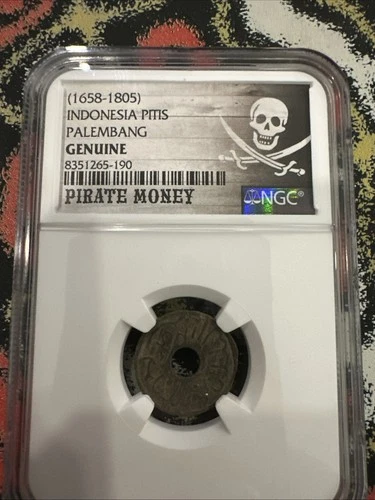 (1658-1805)
INDONESIA PITIS
PALEMBANG
GENUINE
8351265-190
PIRATE MONEY
NGC®